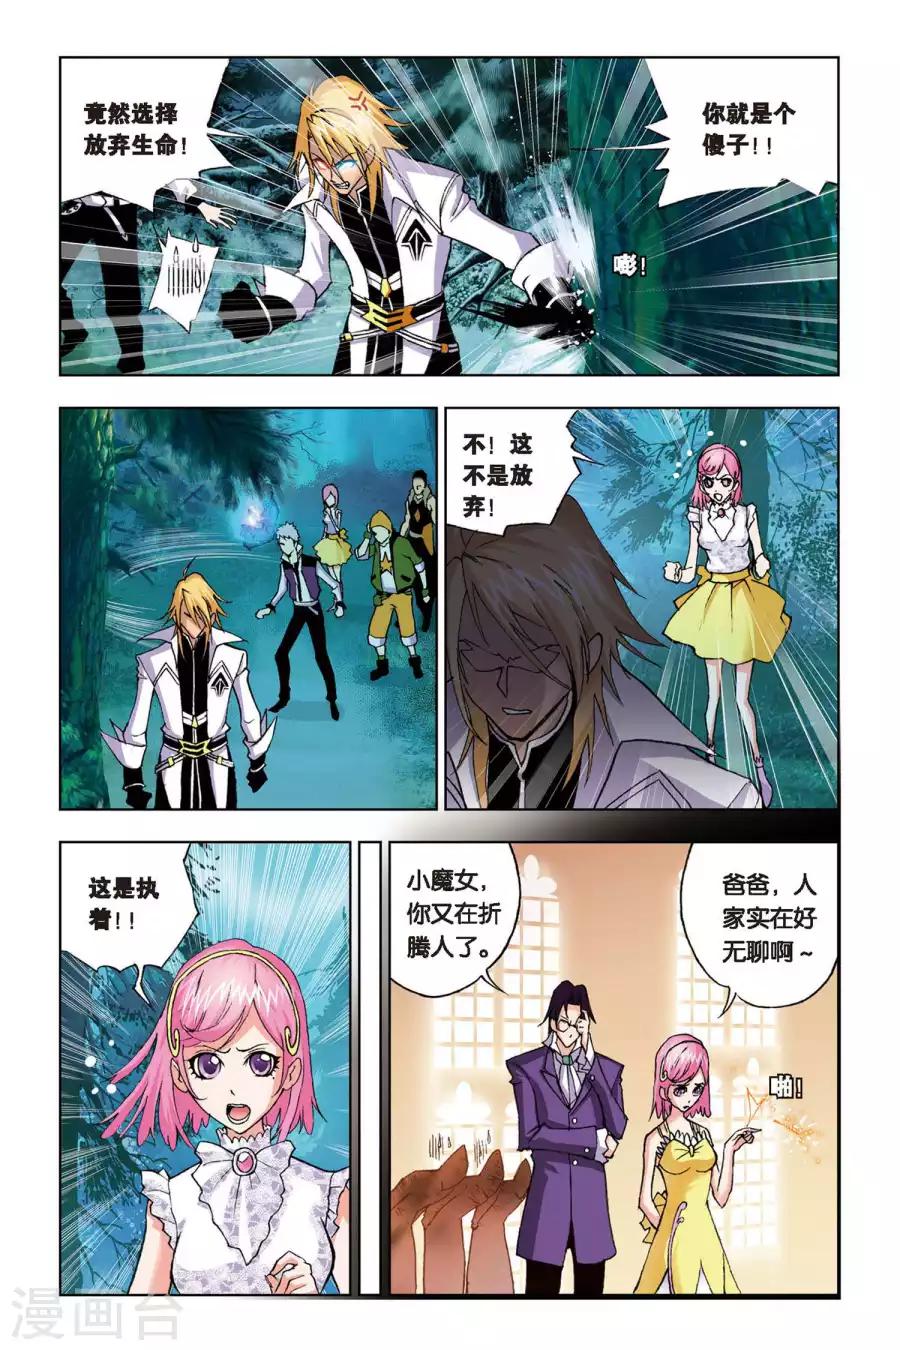 竟然选择
放弃生命！
你就是个
傻子！！
嘭！
不！这
不是放
弃！
这是执
着！！
小魔女，
你又在折
腾人了。
爸爸，人
家实在好
无聊啊～
啪！
漫画台